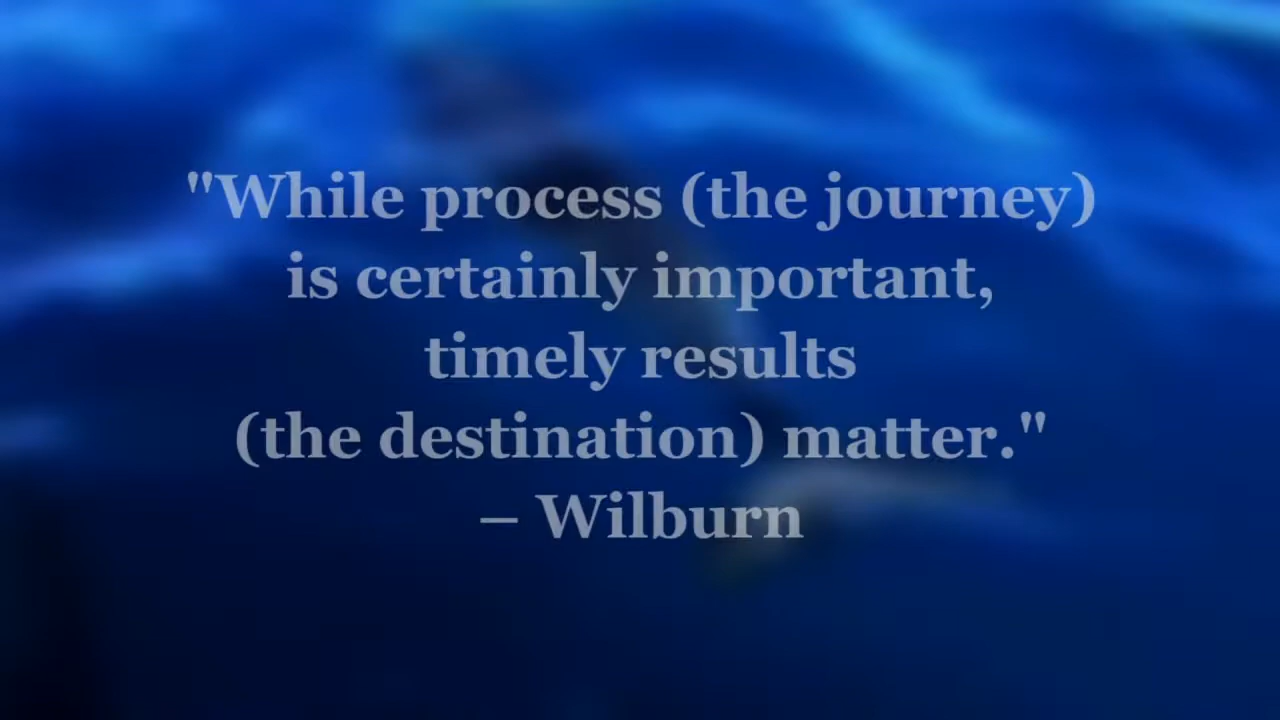 "While process (the journey)
is certainly important,
timely results
(the destination) matter."
– Wilburn